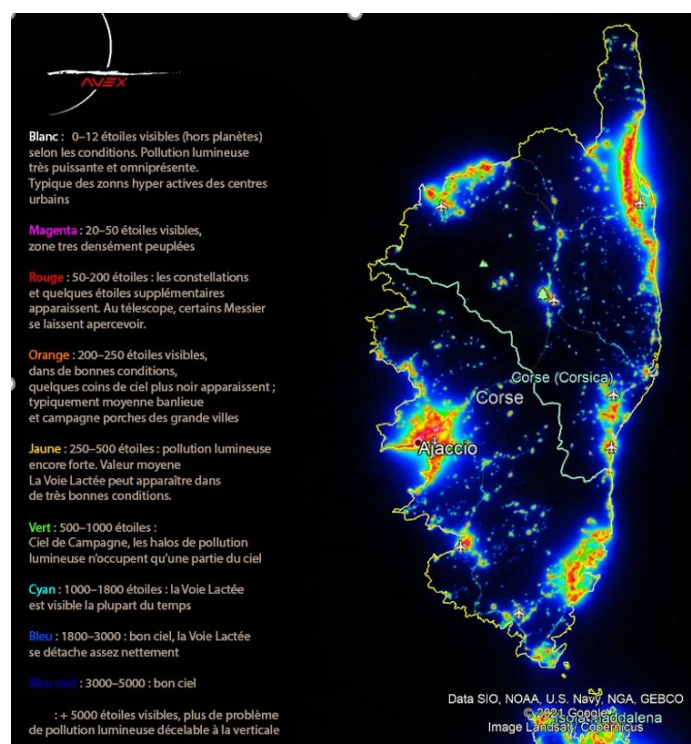 AVEX
Blanc : 0–12 étoiles visibles (hors planètes)
selon les conditions. Pollution lumineuse
très puissante et omniprésente.
Typique des zonns hyper actives des centres
urbains
Magenta : 20–50 étoiles visibles,
zone tres densément peuplées
Rouge : 50-200 étoiles : les constellations
et quelques étoiles supplémentaires
apparaissent. Au télescope, certains Messier
se laissent apercevoir.
Orange : 200–250 étoiles visibles,
dans de bonnes conditions,
quelques coins de ciel plus noir apparaissent ;
typiquement moyenne banlieue
et campagne porches des grande villes
Jaune : 250–500 étoiles : pollution lumineuse
encore forte. Valeur moyenne
La Voie Lactée peut apparaître dans
de très bonnes conditions.
Vert : 500–1000 étoiles :
Ciel de Campagne, les halos de pollution
lumineuse n'occupent qu'une partie du ciel
Cyan : 1000–1800 étoiles : la Voie Lactée
est visible la plupart du temps
Bleu : 1800–3000 : bon ciel, la Voie Lactée
se détache assez nettement
Bleu nuit : 3000–5000 : bon ciel
: + 5000 étoiles visibles, plus de problème
de pollution lumineuse décelable à la verticale
Corse (Corsica)
Corse
Ajaccio
Data SIO, NOAA, U.S. Navy, NGA, GEBCO
© 2021 Google
Isola Maddalena
Image Landsat / Copernicus